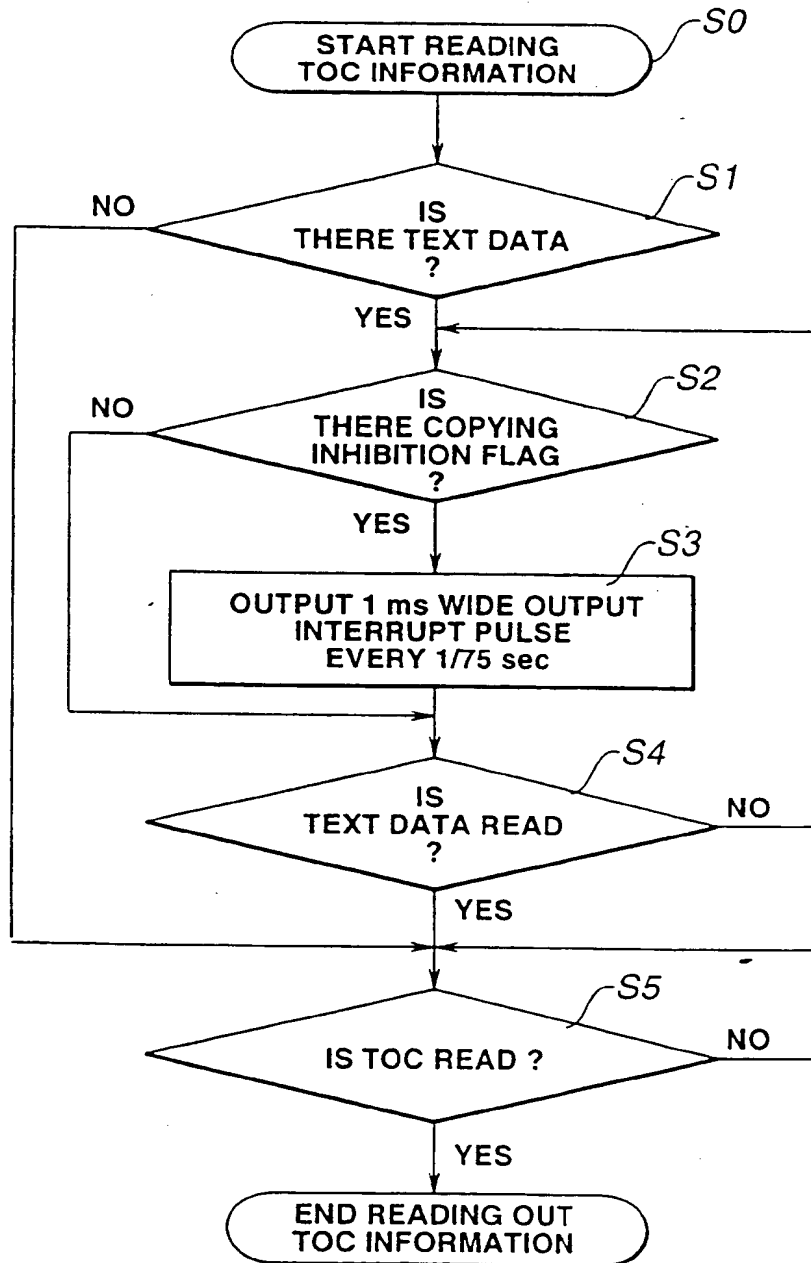 S0
START READING
TOC INFORMATION
S1
NO
IS
THERE TEXT DATA
?
YES
S2
NO
IS
THERE COPYING
INHIBITION FLAG
?
YES
S3
OUTPUT 1 ms WIDE OUTPUT
INTERRUPT PULSE
EVERY 1/75 sec
S4
IS
TEXT DATA READ
?
NO
YES
S5
IS TOC READ ?
NO
YES
END READING OUT
TOC INFORMATION